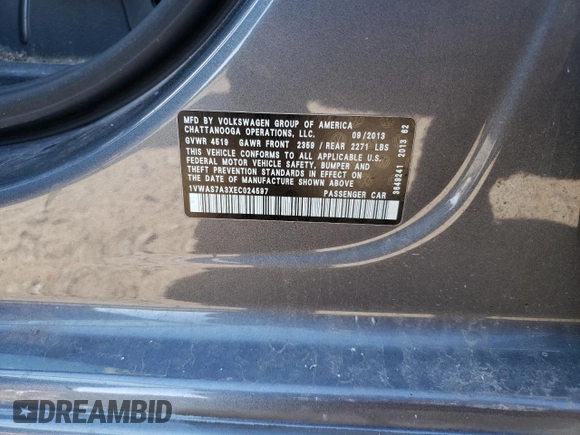 MFD BY VOLKSWAGEN GROUP OF AMERICA
CHATTANOOGA OPERATIONS, LLC. 09/2013
GVWR 4519 GAWR FRONT 2359 / REAR 2271 LBS
THIS VEHICLE CONFORMS TO ALL APPLICABLE U.S.
FEDERAL MOTOR VEHICLE SAFETY, BUMPER AND
THEFT PREVENTION STANDARDS IN EFFECT ON
THE DATE OF MANUFACTURE SHOWN ABOVE.
1VWAS7A3XEC024597 PASSENGER CAR
3649241 2013 62
DREAMBID